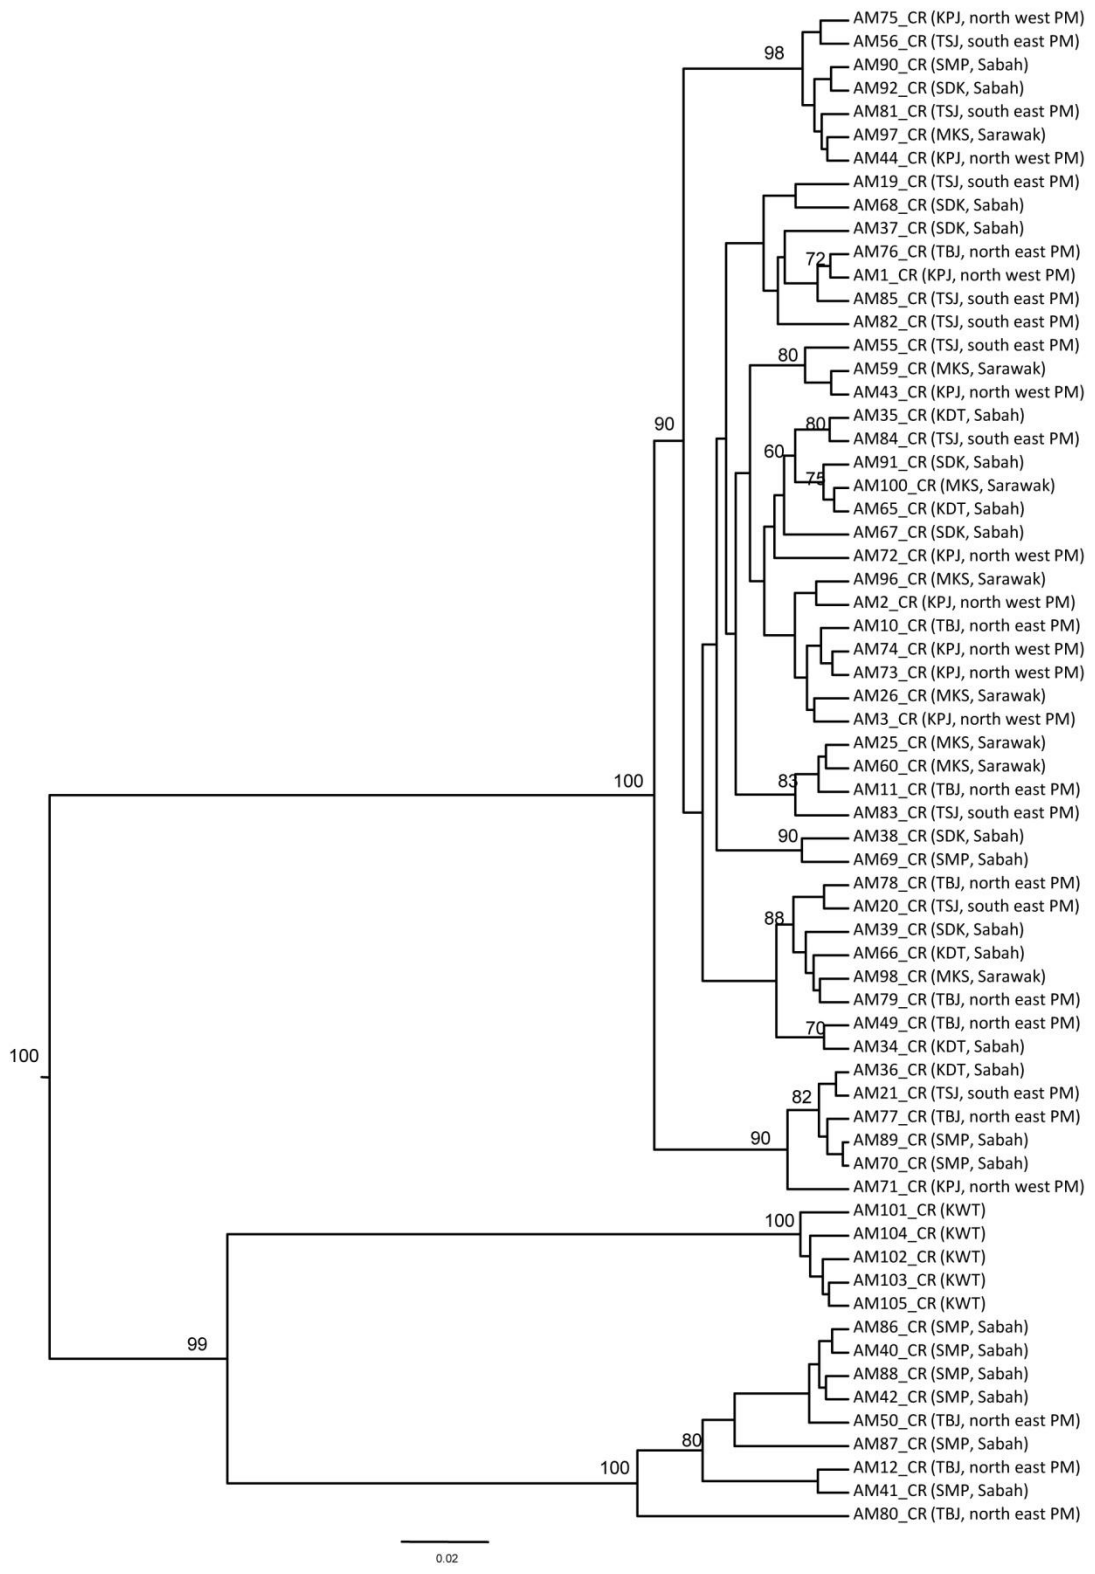 AM75_CR (KPJ, north west PM)
AM56_CR (TSJ, south east PM)
98
AM90_CR (SMP, Sabah)
AM92_CR (SDK, Sabah)
AM81_CR (TSJ, south east PM)
AM97_CR (MKS, Sarawak)
AM44_CR (KPJ, north west PM)
AM19_CR (TSJ, south east PM)
AM68_CR (SDK, Sabah)
AM37_CR (SDK, Sabah)
AM76_CR (TBJ, north east PM)
72
AM1_CR (KPJ, north west PM)
AM85_CR (TSJ, south east PM)
AM82_CR (TSJ, south east PM)
AM55_CR (TSJ, south east PM)
80
AM59_CR (MKS, Sarawak)
AM43_CR (KPJ, north west PM)
AM35_CR (KDT, Sabah)
90
80
AM84_CR (TSJ, south east PM)
60
AM91_CR (SDK, Sabah)
75
AM100_CR (MKS, Sarawak)
AM65_CR (KDT, Sabah)
AM67_CR (SDK, Sabah)
AM72_CR (KPJ, north west PM)
AM96_CR (MKS, Sarawak)
AM2_CR (KPJ, north west PM)
AM10_CR (TBJ, north east PM)
AM74_CR (KPJ, north west PM)
AM73_CR (KPJ, north west PM)
AM26_CR (MKS, Sarawak)
AM3_CR (KPJ, north west PM)
AM25_CR (MKS, Sarawak)
AM60_CR (MKS, Sarawak)
100
83
AM11_CR (TBJ, north east PM)
AM83_CR (TSJ, south east PM)
90
AM38_CR (SDK, Sabah)
AM69_CR (SMP, Sabah)
AM78_CR (TBJ, north east PM)
AM20_CR (TSJ, south east PM)
88
AM39_CR (SDK, Sabah)
AM66_CR (KDT, Sabah)
AM98_CR (MKS, Sarawak)
AM79_CR (TBJ, north east PM)
AM49_CR (TBJ, north east PM)
70
AM34_CR (KDT, Sabah)
100
AM36_CR (KDT, Sabah)
AM21_CR (TSJ, south east PM)
82
AM77_CR (TBJ, north east PM)
90
AM89_CR (SMP, Sabah)
AM70_CR (SMP, Sabah)
AM71_CR (KPJ, north west PM)
AM101_CR (KWT)
100
AM104_CR (KWT)
AM102_CR (KWT)
AM103_CR (KWT)
AM105_CR (KWT)
AM86_CR (SMP, Sabah)
99
AM40_CR (SMP, Sabah)
AM88_CR (SMP, Sabah)
AM42_CR (SMP, Sabah)
AM50_CR (TBJ, north east PM)
80
AM87_CR (SMP, Sabah)
100
AM12_CR (TBJ, north east PM)
AM41_CR (SMP, Sabah)
AM80_CR (TBJ, north east PM)
0.02